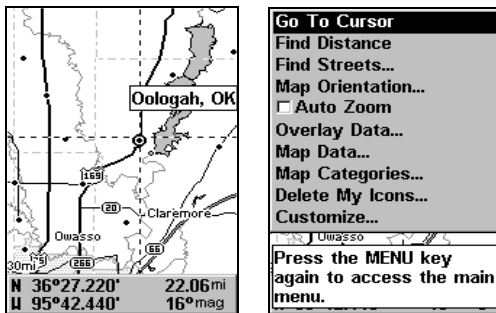 Oologah, OK
169
20
Claremore
Owasso
66
266
30mi
N 36°27.220' 22.06mi
W 95°42.440' 16°mag
Go To Cursor
Find Distance
Find Streets...
Map Orientation...
Auto Zoom
Overlay Data...
Map Data...
Map Categories...
Delete My Icons...
Customize...
Owasso
Press the MENU key
again to access the main
menu.